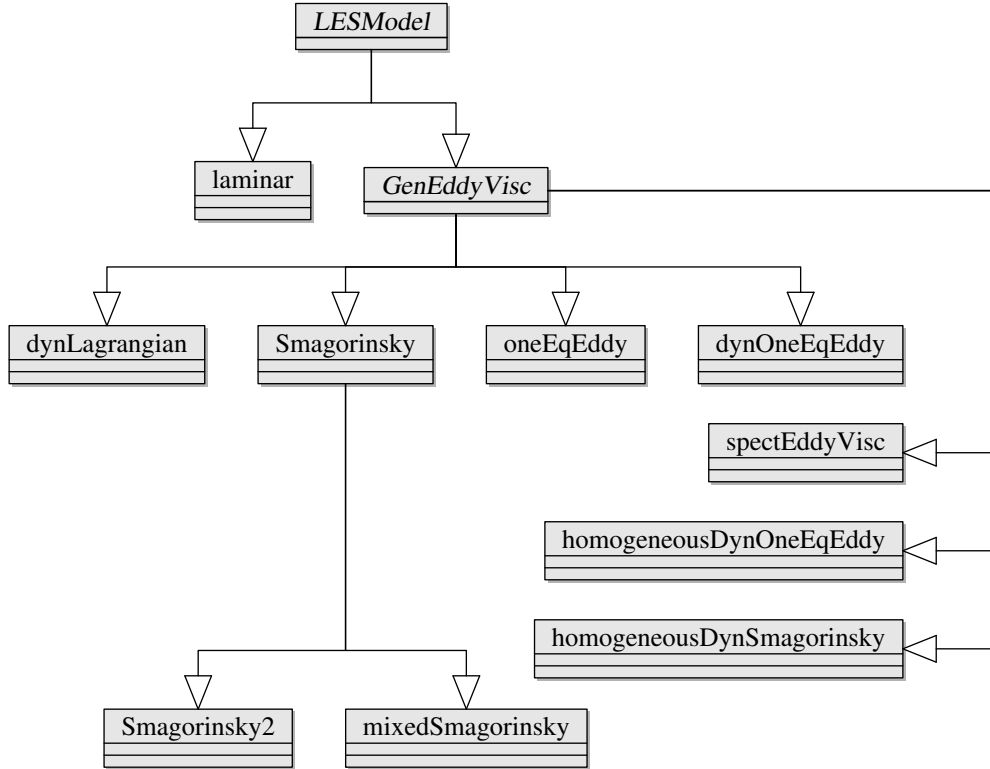 LESModel
laminar
GenEddyVisc
dynLagrangian
Smagorinsky
oneEqEddy
dynOneEqEddy
spectEddyVisc
homogeneousDynOneEqEddy
homogeneousDynSmagorinsky
Smagorinsky2
mixedSmagorinsky